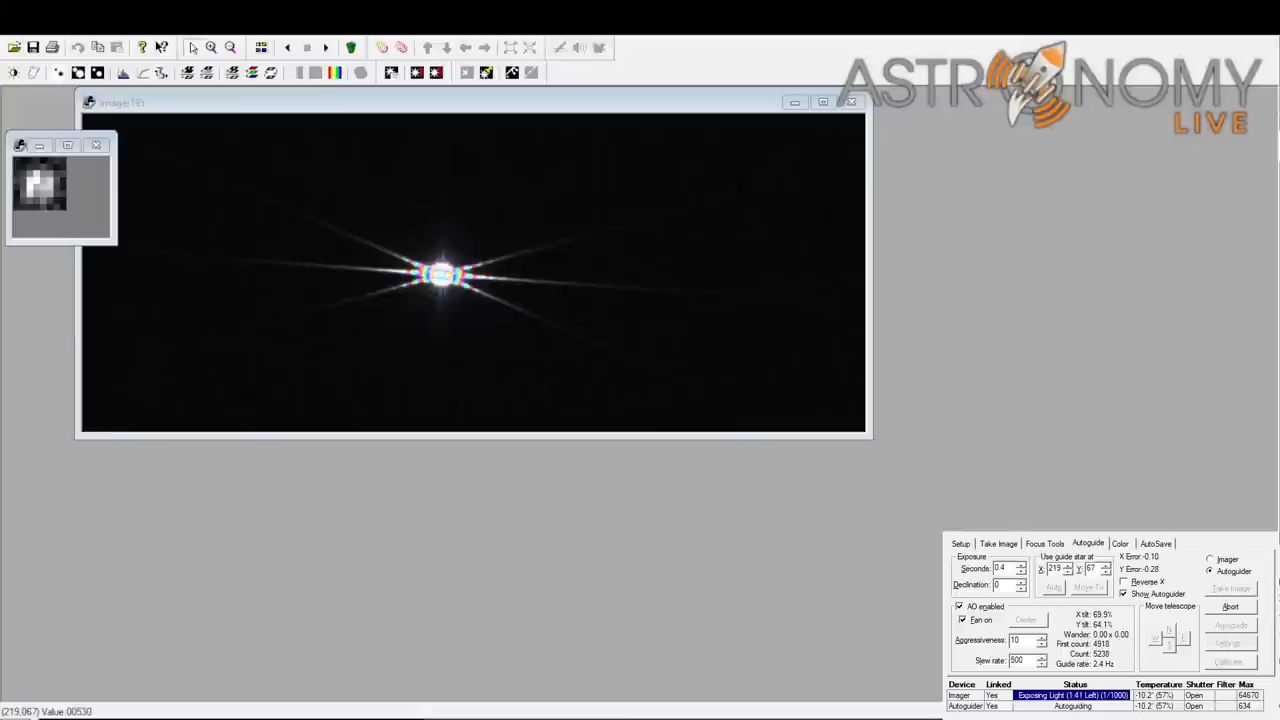 ASTRONOMY
LIVE
Imager195
Setup Take Image Focus Tools Autoguide Color AutoSave
Exposure
Seconds: 0.4
Declination: 0
Use guide star at
X: 219 Y: 67
Auto Move To
X Error:-0.10
Y Error:-0.28
Reverse X
Show Autoguider
Imager
Autoguider
Take Image
Abort
Autoguide
Settings
Calibrate
AO enabled
Fan on
Center
Aggressiveness: 10
Slew rate: 500
X tilt: 69.9%
Y tilt: 64.1%
Wander: 0.00 x 0.00
First count: 4918
Count: 5238
Guide rate: 2.4 Hz
Move telescope
N
W E
S
Device Linked Status Temperature Shutter Filter Max
Imager Yes Exposing Light (1.41 Left) (1/1000) -10.2° (57%) Open 64670
Autoguider Yes Autoguiding -10.2° (57%) Open 634
(219,067) Value:00530